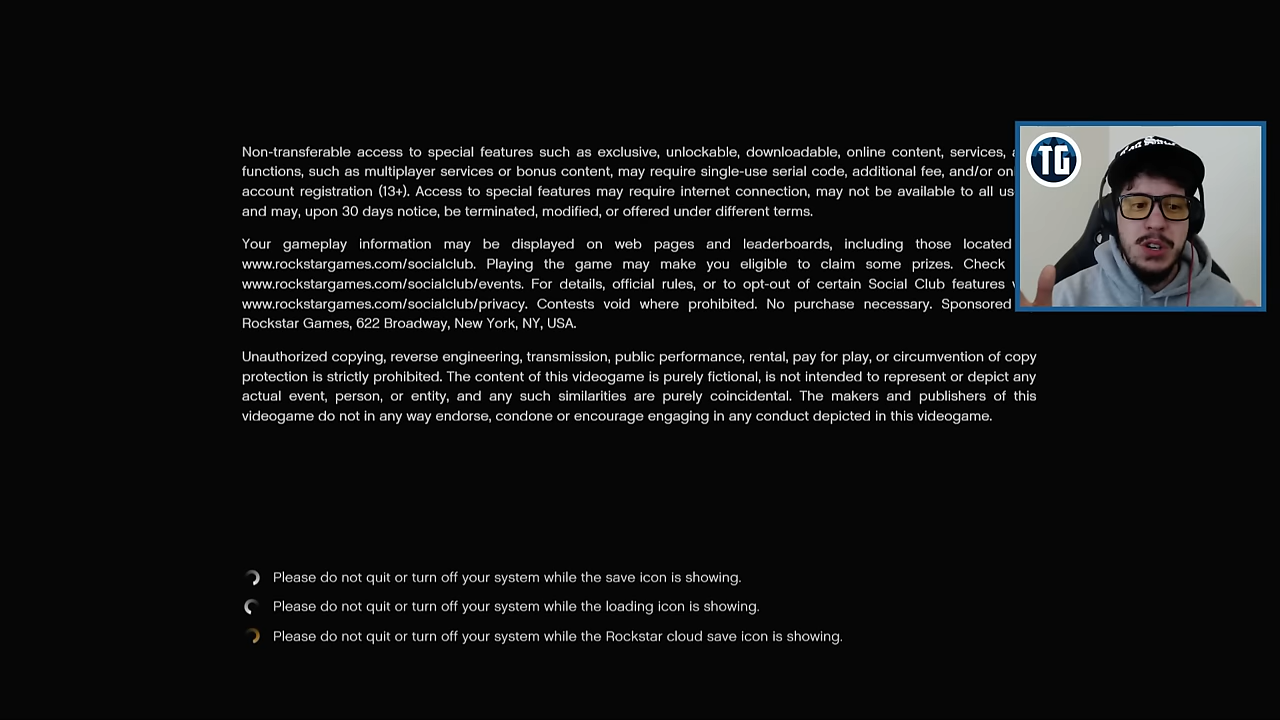 Non-transferable access to special features such as exclusive, unlockable, downloadable, online content, services,
functions, such as multiplayer services or bonus content, may require single-use serial code, additional fee, and/or
account registration (13+). Access to special features may require internet connection, may not be available to all
and may, upon 30 days notice, be terminated, modified, or offered under different terms.
Your gameplay information may be displayed on web pages and leaderboards, including those located
www.rockstargames.com/socialclub. Playing the game may make you eligible to claim some prizes. Check
www.rockstargames.com/socialclub/events. For details, official rules, or to opt-out of certain Social Club features
www.rockstargames.com/socialclub/privacy. Contests void where prohibited. No purchase necessary. Sponsored
Rockstar Games, 622 Broadway, New York, NY, USA.
Unauthorized copying, reverse engineering, transmission, public performance, rental, pay for play, or circumvention of copy
protection is strictly prohibited. The content of this videogame is purely fictional, is not intended to represent or depict any
actual event, person, or entity, and any such similarities are purely coincidental. The makers and publishers of this
videogame do not in any way endorse, condone or encourage engaging in any conduct depicted in this videogame.
Please do not quit or turn off your system while the save icon is showing.
Please do not quit or turn off your system while the loading icon is showing.
Please do not quit or turn off your system while the Rockstar cloud save icon is showing.
TG